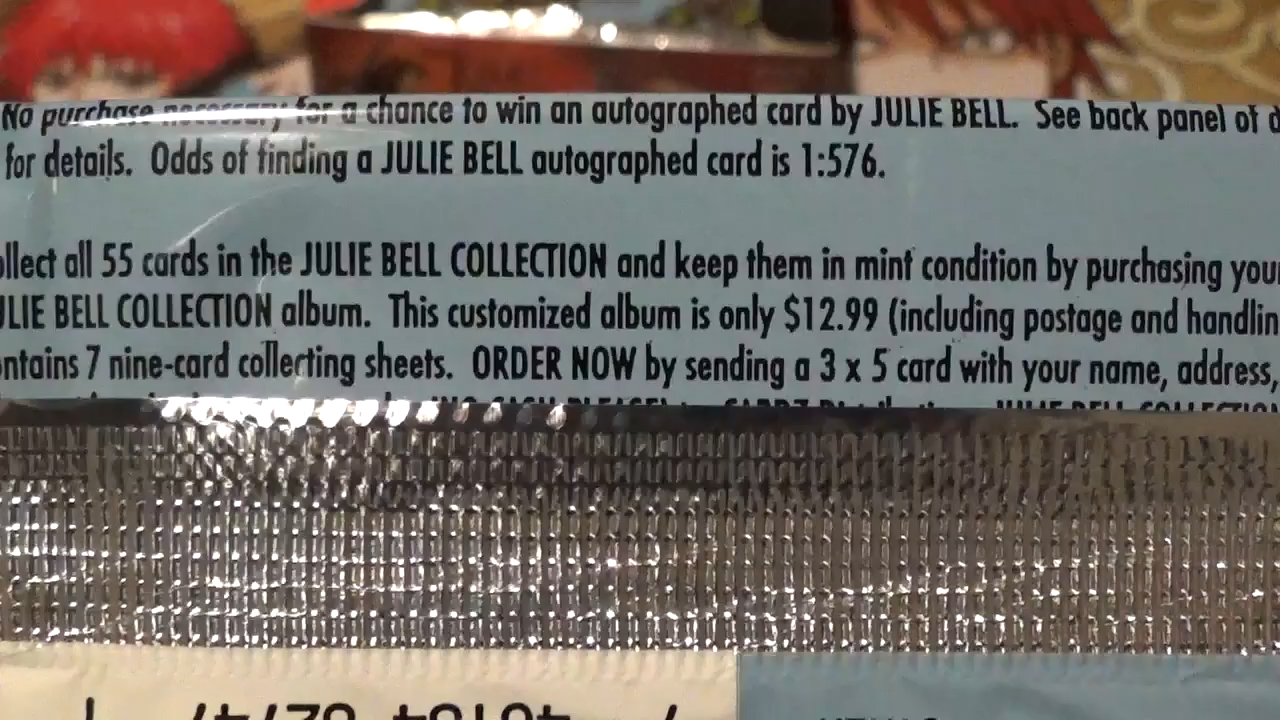 No purchase necessary for a chance to win an autographed card by JULIE BELL. See back panel of
for details. Odds of finding a JULIE BELL autographed card is 1:576.
ollect all 55 cards in the JULIE BELL COLLECTION and keep them in mint condition by purchasing your
ULIE BELL COLLECTION album. This customized album is only $12.99 (including postage and handlin
ntains 7 nine-card collecting sheets. ORDER NOW by sending a 3 x 5 card with your name, address,